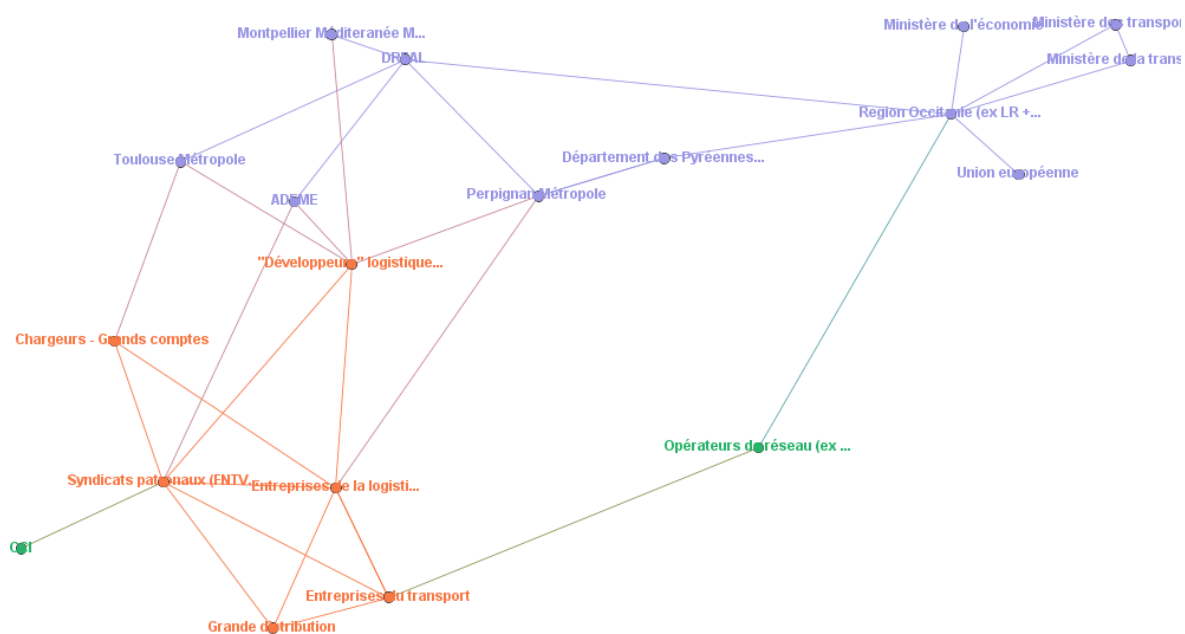 Ministère de l'économie
Ministère des transpor
Montpellier Méditeranée M...
DREAL
Ministère de la trans
Region Occitanie (ex LR +...
Toulouse Métropole
Département des Pyréennes...
Union européenne
ADEME
Perpignan Métropole
"Développeurs" logistique...
Chargeurs - Grands comptes
Opérateurs de réseau (ex ...
Syndicats patronaux (FNTV...
Entreprises de la logisti...
CCI
Entreprises du transport
Grande distribution